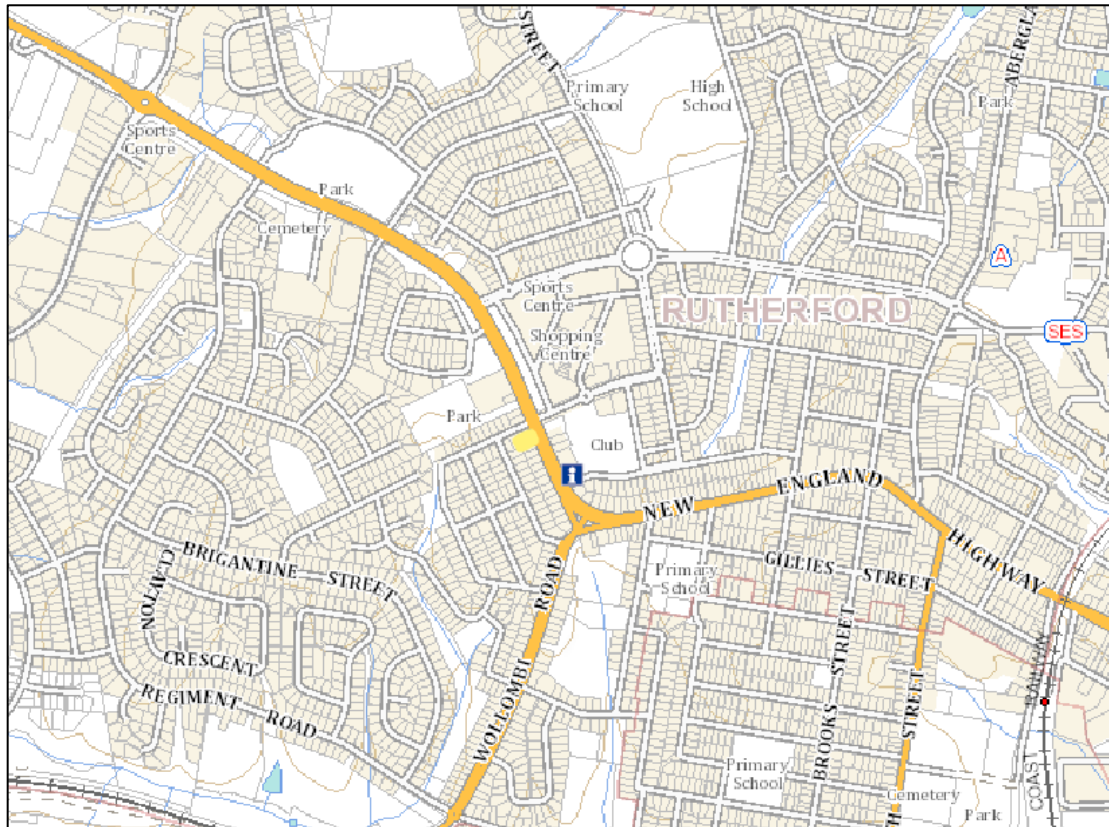 STREET
ABERGLA
Primary
School
High
School
Park
Sports
Centre
Park
Cemetery
A
Sports
Centre
RUTHERFORD
SES
Shopping
Centre
Park
Club
i
NEW ENGLAND HIGHWAY
BRIGANTINE STREET
CLAYTON
CRESCENT
REGIMENT ROAD
WOLLOMBI ROAD
Primary
School
GILLIES STREET
BROOKS STREET
STREET
RAILWAY
COAST
Primary
School
Cemetery
Park